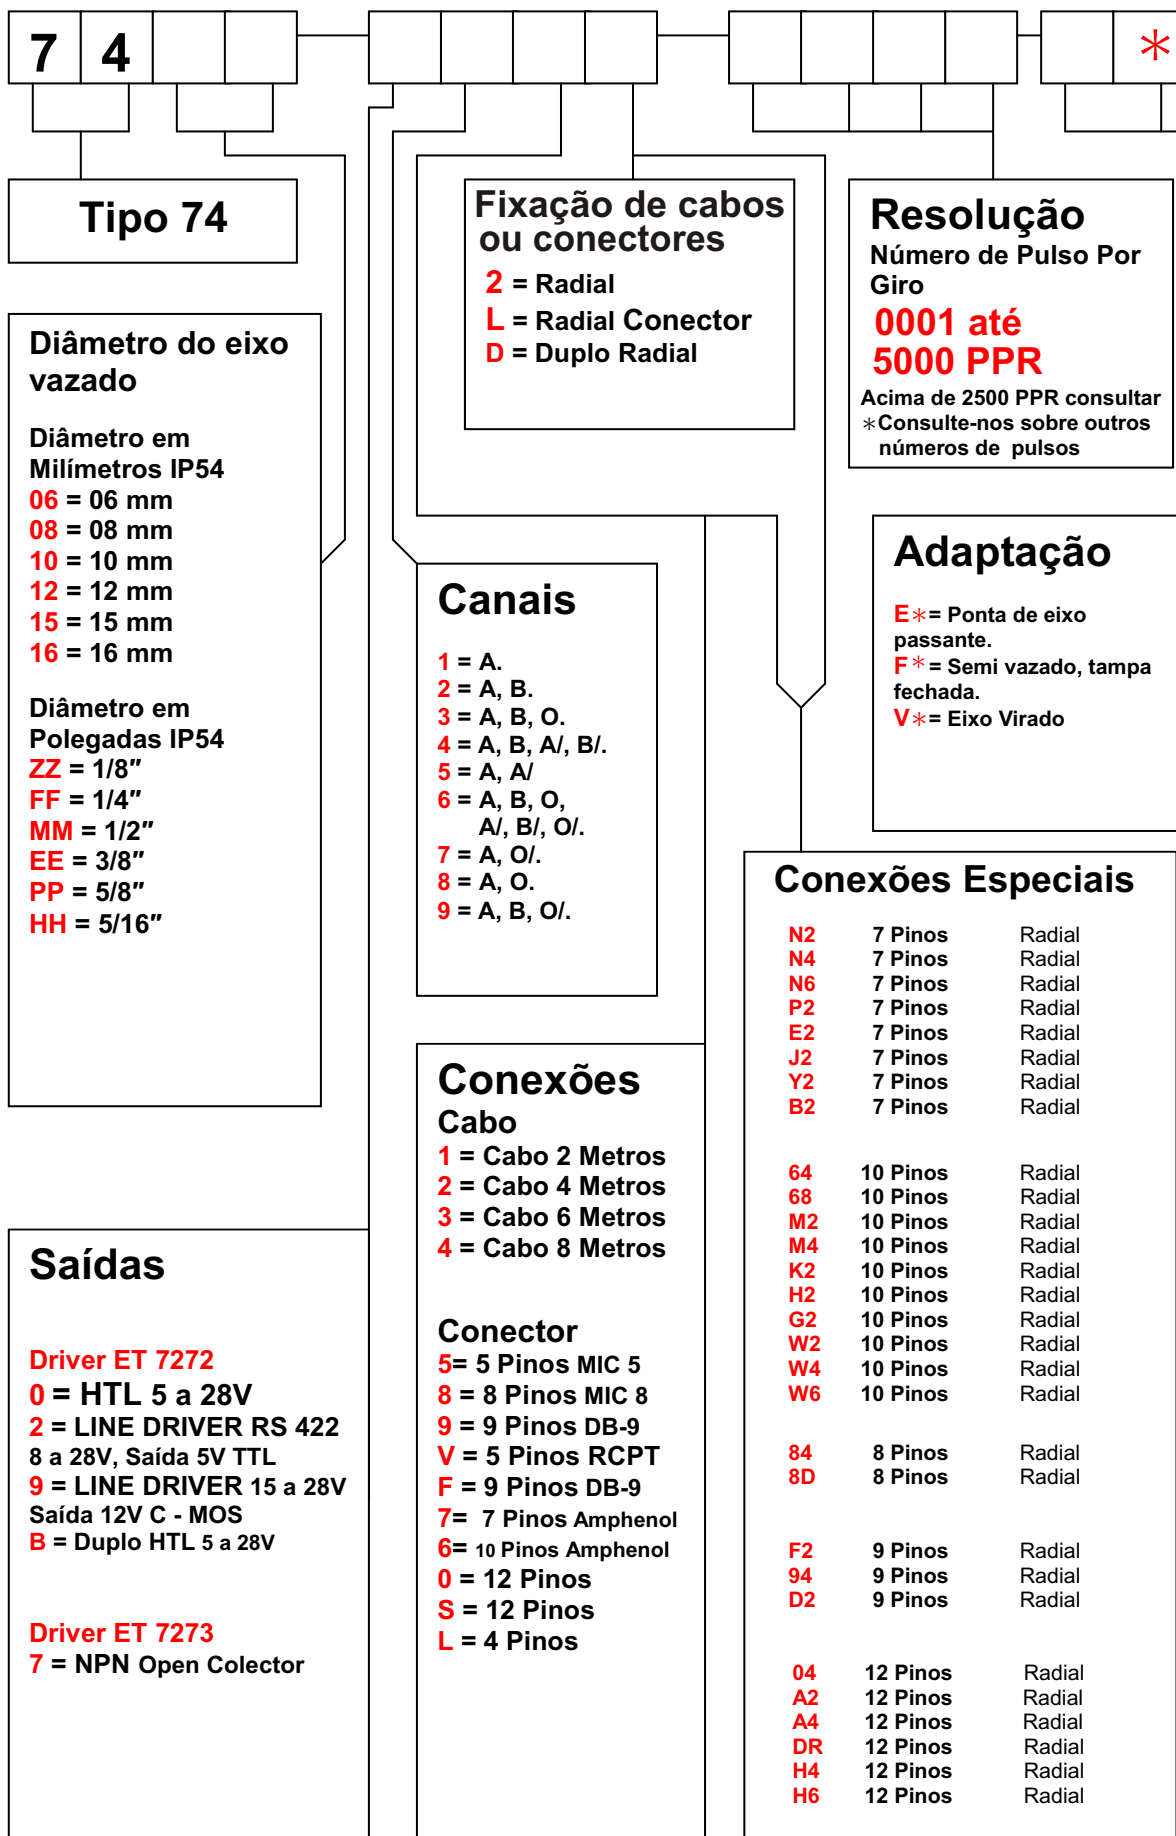 7 4 *
Tipo 74
Fixação de cabos
ou conectores
2 = Radial
L = Radial Conector
D = Duplo Radial
Resolução
Número de Pulso Por
Giro
0001 até
5000 PPR
Acima de 2500 PPR consultar
*Consulte-nos sobre outros
números de pulsos
Diâmetro do eixo
vazado
Diâmetro em
Milímetros IP54
06 = 06 mm
08 = 08 mm
10 = 10 mm
12 = 12 mm
15 = 15 mm
16 = 16 mm
Diâmetro em
Polegadas IP54
ZZ = 1/8"
FF = 1/4"
MM = 1/2"
EE = 3/8"
PP = 5/8"
HH = 5/16"
Canais
1 = A.
2 = A, B.
3 = A, B, O.
4 = A, B, A/, B/.
5 = A, A/
6 = A, B, O,
A/, B/, O/.
7 = A, O/.
8 = A, O.
9 = A, B, O/.
Adaptação
E*= Ponta de eixo
passante.
F*= Semi vazado, tampa
fechada.
V*= Eixo Virado
Saídas
Driver ET 7272
0 = HTL 5 a 28V
2 = LINE DRIVER RS 422
8 a 28V, Saída 5V TTL
9 = LINE DRIVER 15 a 28V
Saída 12V C - MOS
B = Duplo HTL 5 a 28V
Driver ET 7273
7 = NPN Open Colector
Conexões
Cabo
1 = Cabo 2 Metros
2 = Cabo 4 Metros
3 = Cabo 6 Metros
4 = Cabo 8 Metros
Conector
5= 5 Pinos MIC 5
8 = 8 Pinos MIC 8
9 = 9 Pinos DB-9
V = 5 Pinos RCPT
F = 9 Pinos DB-9
7= 7 Pinos Amphenol
6= 10 Pinos Amphenol
0 = 12 Pinos
S = 12 Pinos
L = 4 Pinos
Conexões Especiais
N2 7 Pinos Radial
N4 7 Pinos Radial
N6 7 Pinos Radial
P2 7 Pinos Radial
E2 7 Pinos Radial
J2 7 Pinos Radial
Y2 7 Pinos Radial
B2 7 Pinos Radial
64 10 Pinos Radial
68 10 Pinos Radial
M2 10 Pinos Radial
M4 10 Pinos Radial
K2 10 Pinos Radial
H2 10 Pinos Radial
G2 10 Pinos Radial
W2 10 Pinos Radial
W4 10 Pinos Radial
W6 10 Pinos Radial
84 8 Pinos Radial
8D 8 Pinos Radial
F2 9 Pinos Radial
94 9 Pinos Radial
D2 9 Pinos Radial
04 12 Pinos Radial
A2 12 Pinos Radial
A4 12 Pinos Radial
DR 12 Pinos Radial
H4 12 Pinos Radial
H6 12 Pinos Radial